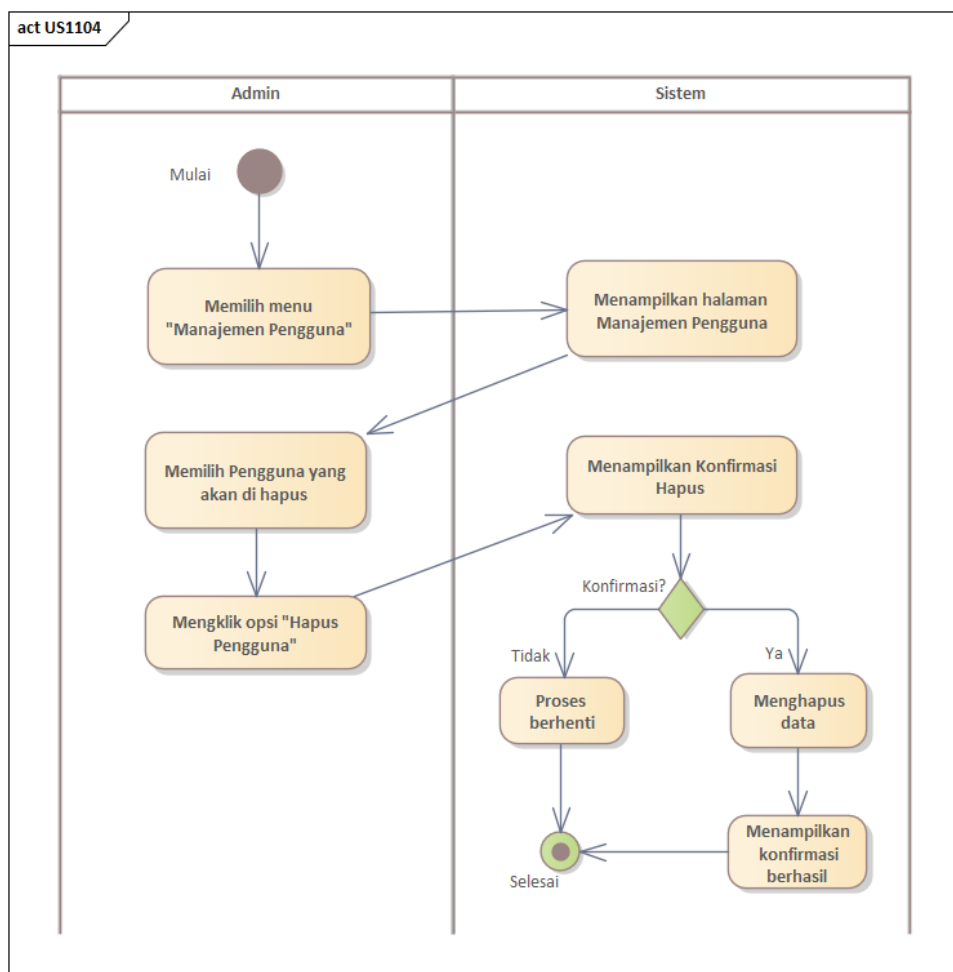 act US1104
Admin
Sistem
Mulai
Memilih menu
"Manajemen Pengguna"
Menampilkan halaman
Manajemen Pengguna
Memilih Pengguna yang
akan di hapus
Menampilkan Konfirmasi
Hapus
Mengklik opsi "Hapus
Pengguna"
Konfirmasi?
Tidak
Ya
Proses
berhenti
Menghapus
data
Menampilkan
konfirmasi
berhasil
Selesai